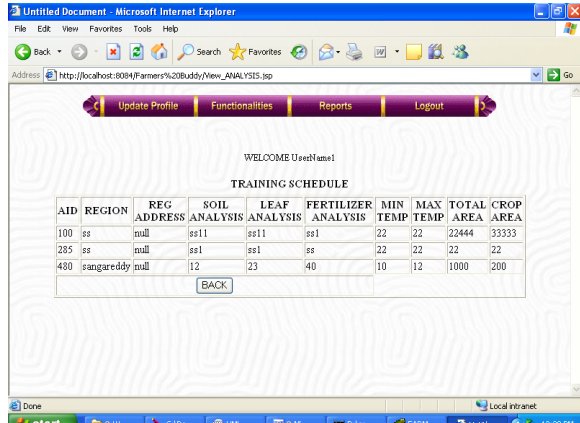 Untitled Document - Microsoft Internet Explorer
File Edit View Favorites Tools Help
Back Search Favorites
Address http://localhost:8084/Farmers%20Buddy/View_ANALYSIS.jsp Go
Update Profile Functionalities Reports Logout
WELCOME UserName1
TRAINING SCHEDULE
AID REGION REG ADDRESS SOIL ANALYSIS LEAF ANALYSIS FERTILIZER ANALYSIS MIN TEMP MAX TEMP TOTAL AREA CROP AREA
100 ss null ss11 ss11 ss1 22 22 22444 33333
285 ss null ss1 ss1 ss 22 22 22 22
480 sangareddy null 12 23 40 10 12 1000 200
BACK
Done Local intranet